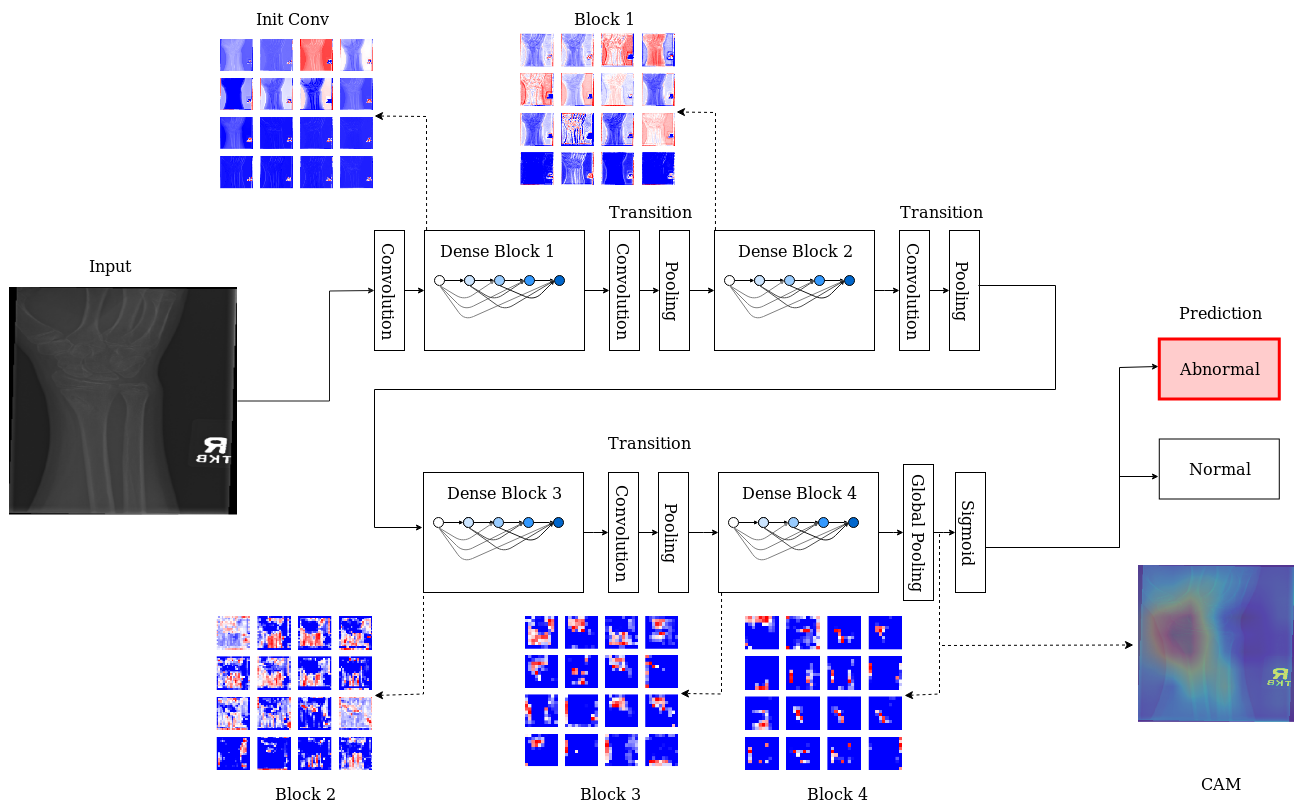 Init Conv
Block 1
Transition
Transition
Input
Convolution
Dense Block 1
Convolution
Pooling
Dense Block 2
Convolution
Pooling
Prediction
Abnormal
Normal
R
TKB
Transition
Dense Block 3
Convolution
Pooling
Dense Block 4
Global Pooling
Sigmoid
R
TKB
Block 2
Block 3
Block 4
CAM